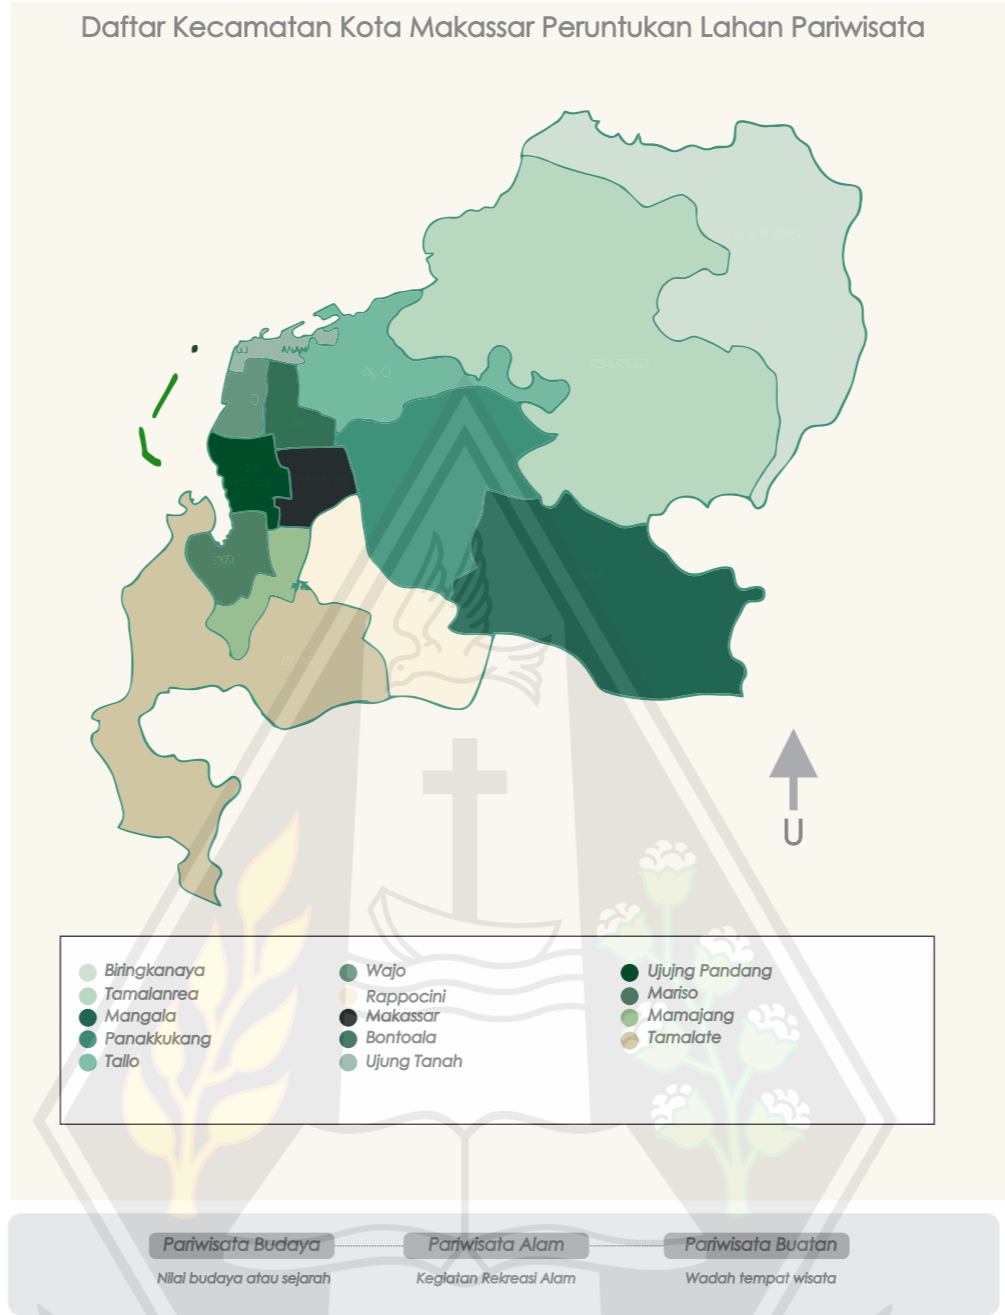 Daftar Kecamatan Kota Makassar Peruntukan Lahan Pariwisata
U
Biringkanaya
Tamalanrea
Mangala
Panakkukang
Tallo
Wajo
Rappocini
Makassar
Bontoala
Ujung Tanah
Ujujng Pandang
Mariso
Mamajang
Tamalate
Pariwisata Budaya
Pariwisata Alam
Pariwisata Buatan
Nilai budaya atau sejarah
Kegiatan Rekreasi Alam
Wadah tempat wisata